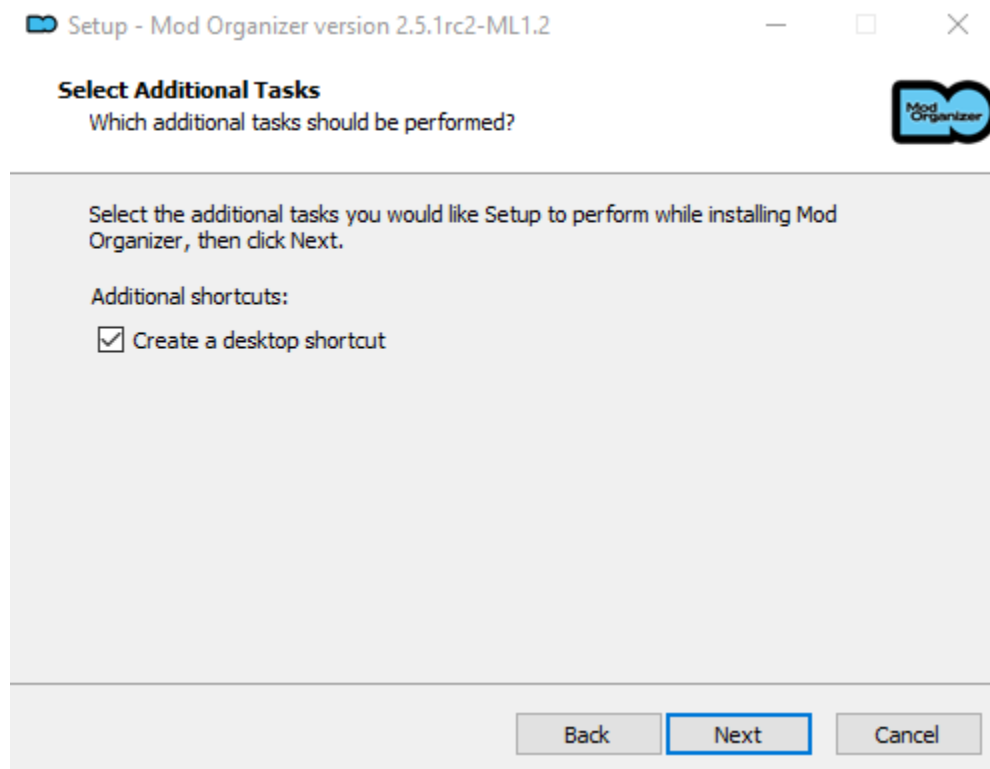 Setup - Mod Organizer version 2.5.1rc2-ML1.2
Select Additional Tasks
Which additional tasks should be performed?
Mod
Organizer
Select the additional tasks you would like Setup to perform while installing Mod
Organizer, then click Next.
Additional shortcuts:
Create a desktop shortcut
Back
Next
Cancel